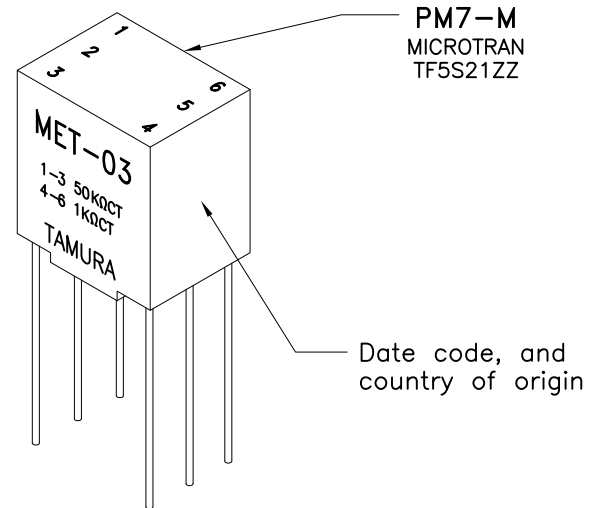 PM7-M
MICROTRAN
TF5S21ZZ
1
2
3
6
5
4
MET-03
1-3 50KΩCT
4-6 1KΩCT
TAMURA
Date code, and
country of origin